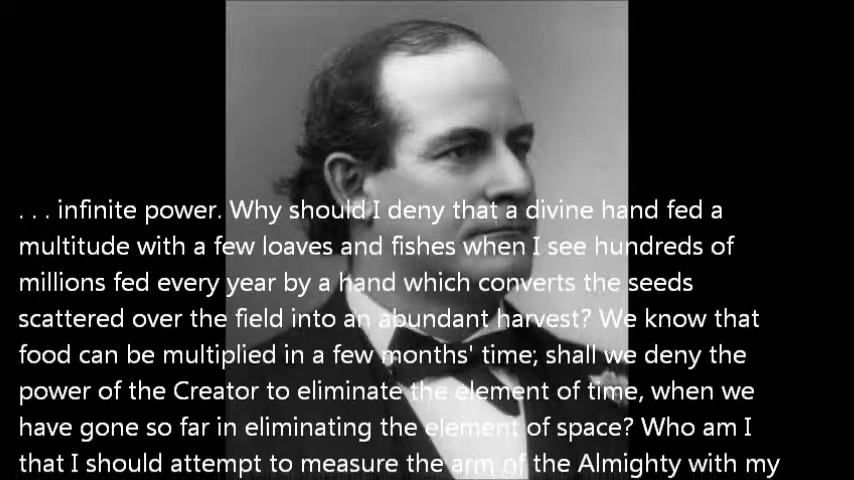 . . . infinite power. Why should I deny that a divine hand fed a
multitude with a few loaves and fishes when I see hundreds of
millions fed every year by a hand which converts the seeds
scattered over the field into an abundant harvest? We know that
food can be multiplied in a few months' time; shall we deny the
power of the Creator to eliminate the element of time, when we
have gone so far in eliminating the element of space? Who am I
that I should attempt to measure the arm of the Almighty with my